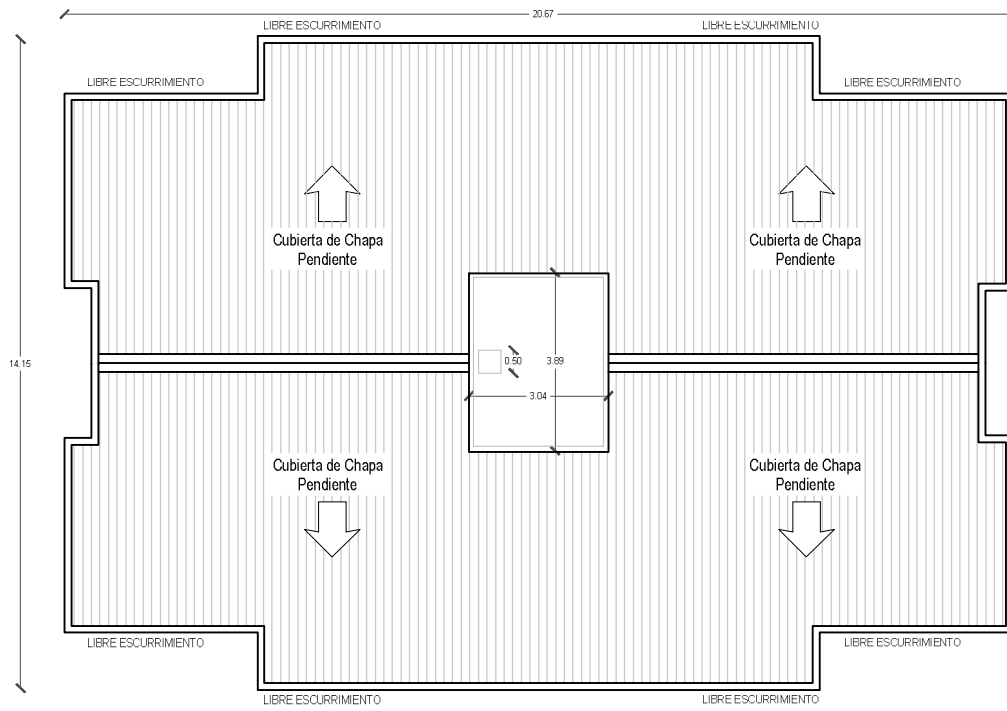 20.67
LIBRE ESCURRIMIENTO
LIBRE ESCURRIMIENTO
LIBRE ESCURRIMIENTO
LIBRE ESCURRIMIENTO
Cubierta de Chapa
Pendiente
Cubierta de Chapa
Pendiente
14.15
0.50
3.89
3.04
Cubierta de Chapa
Pendiente
Cubierta de Chapa
Pendiente
LIBRE ESCURRIMIENTO
LIBRE ESCURRIMIENTO
LIBRE ESCURRIMIENTO
LIBRE ESCURRIMIENTO